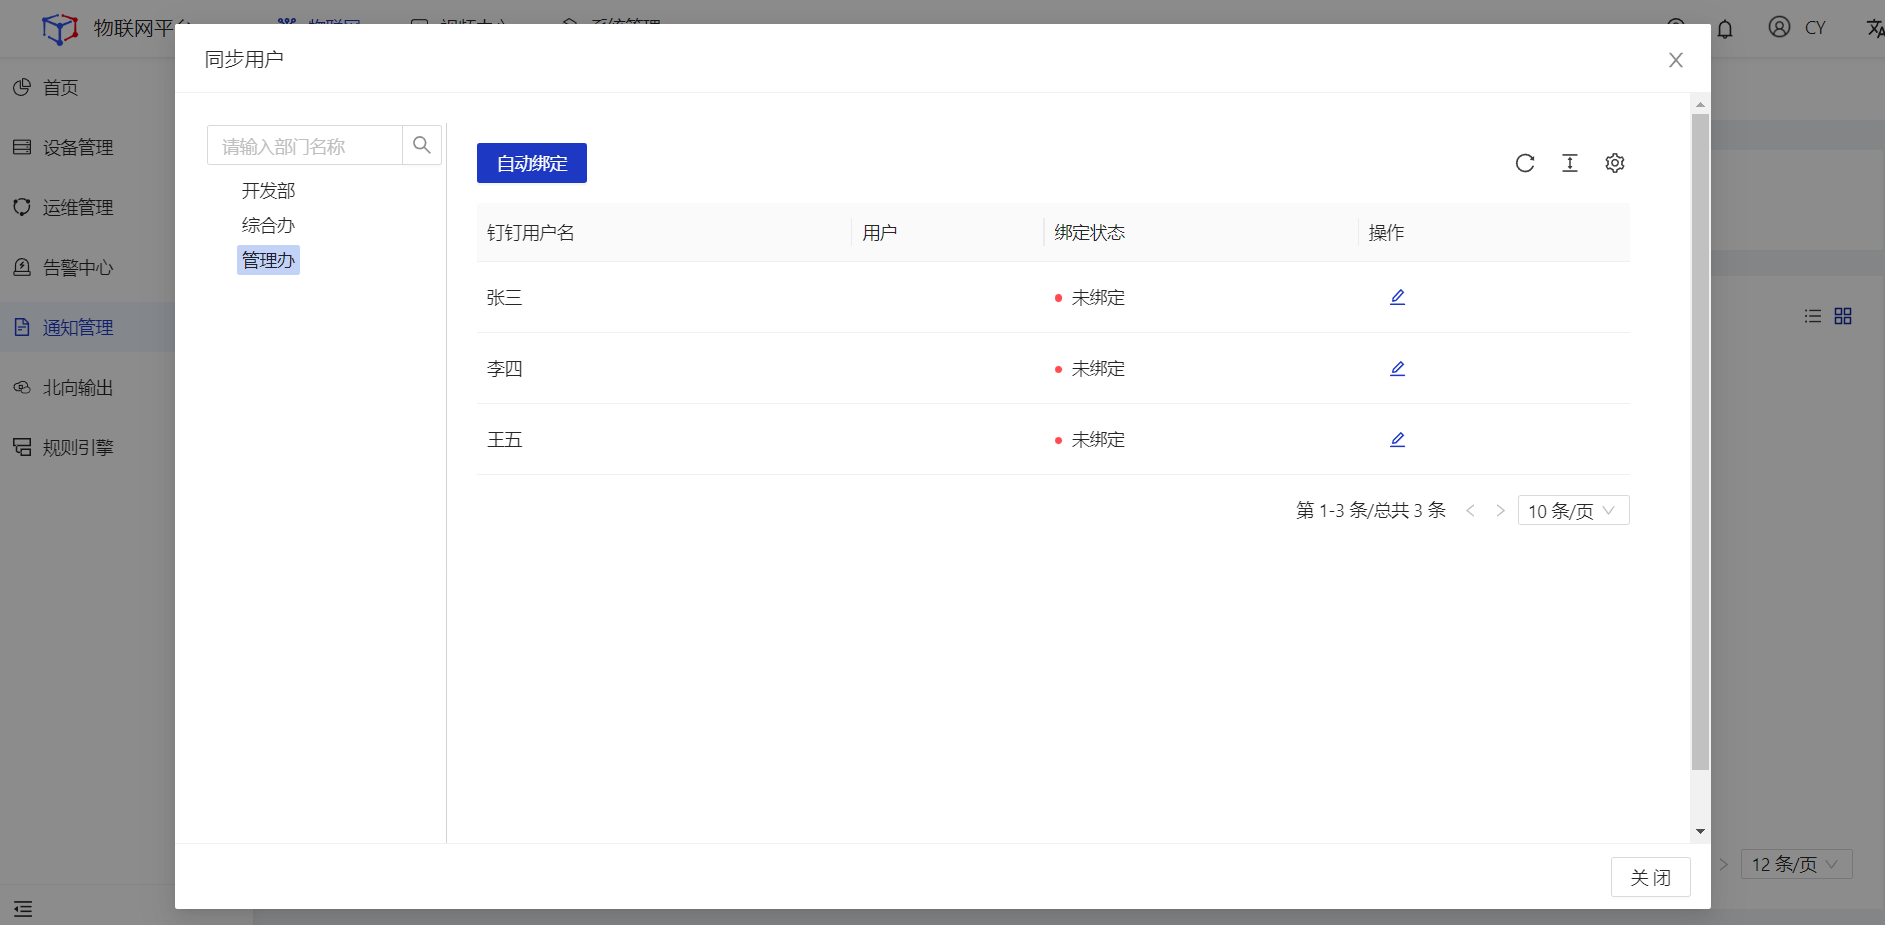 物联网平台
物联网
视频中心
系统管理
CY
首页
设备管理
运维管理
告警中心
通知管理
北向输出
规则引擎
同步用户
请输入部门名称
开发部
综合办
管理办
自动绑定
钉钉用户名 用户 绑定状态 操作
张三 未绑定
李四 未绑定
王五 未绑定
第 1-3 条/总共 3 条 10 条/页
关 闭
12 条/页